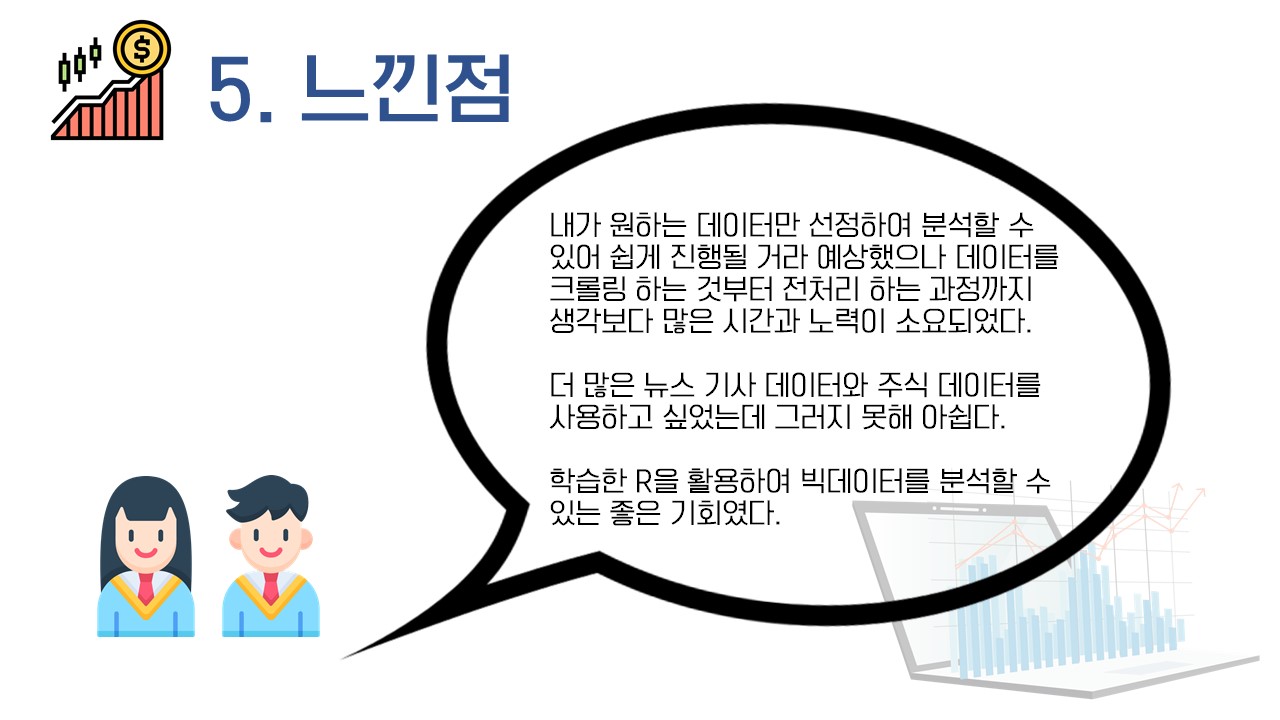 $
5. 느낀점
내가 원하는 데이터만 선정하여 분석할 수
있어 쉽게 진행될 거라 예상했으나 데이터를
크롤링 하는 것부터 전처리 하는 과정까지
생각보다 많은 시간과 노력이 소요되었다.
더 많은 뉴스 기사 데이터와 주식 데이터를
사용하고 싶었는데 그러지 못해 아쉽다.
학습한 R을 활용하여 빅데이터를 분석할 수
있는 좋은 기회였다.